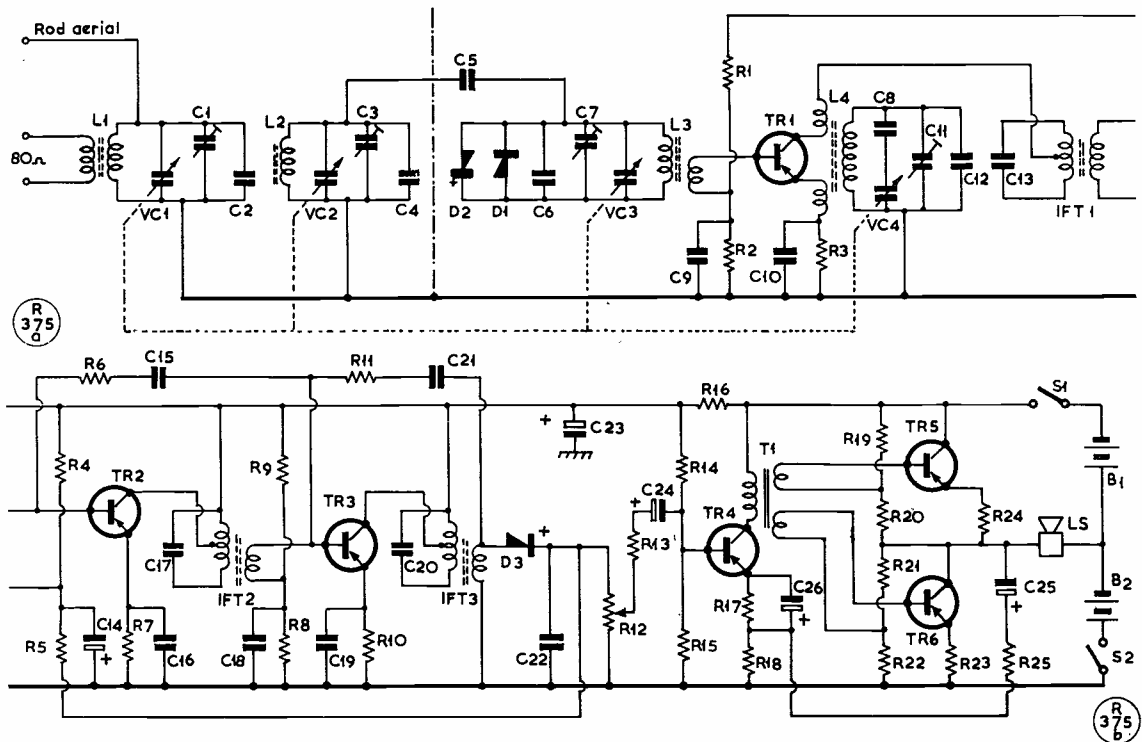 Rod aerial
80Ω
L1
C1
VC1
C2
L2
C3
VC2
C4
C5
D2
D1
C6
C7
VC3
L3
R1
TR1
C9
R2
C10
R3
L4
C8
C11
VC4
C12
C13
IFT1
R
375
a
R6
C15
R11
C21
R4
TR2
C17
IFT2
R9
TR3
C20
IFT3
D3
+
+
C23
R5
C14
+
R7
C16
C18
R8
C19
R10
C22
R12
R13
+
C24
R14
R15
R16
TR4
T1
R17
R18
C26
+
R19
R20
R21
R22
TR5
TR6
R24
R23
LS
C25
+
R25
S1
B1
B2
S2
R
375
b
+